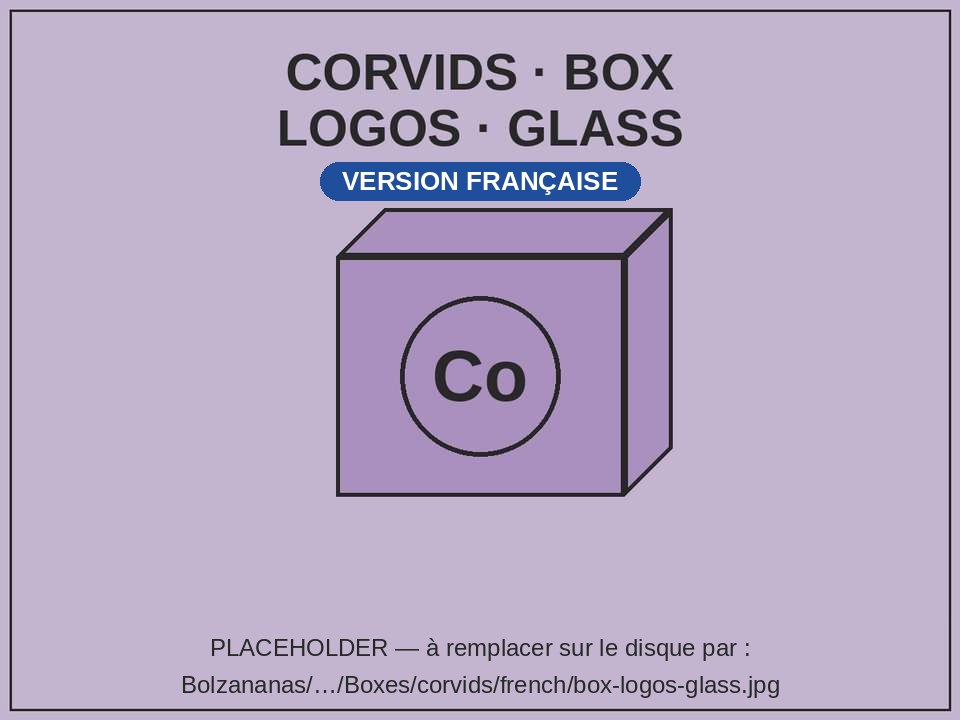 CORVIDS · BOX
LOGOS · GLASS
VERSION FRANÇAISE
Co
PLACEHOLDER — à remplacer sur le disque par :
Bolzananas/…/Boxes/corvids/french/box-logos-glass.jpg